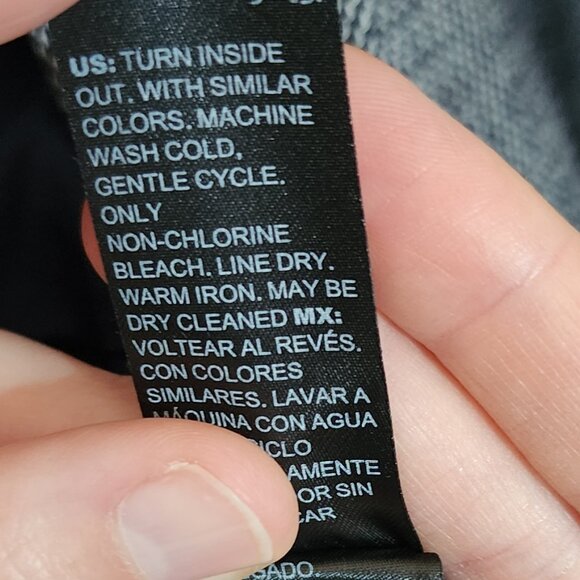 US: TURN INSIDE
OUT. WITH SIMILAR
COLORS. MACHINE
WASH COLD,
GENTLE CYCLE.
ONLY
NON-CHLORINE
BLEACH. LINE DRY.
WARM IRON. MAY BE
DRY CLEANED MX:
VOLTEAR AL REVÉS.
CON COLORES
SIMILARES. LAVAR A
MÁQUINA CON AGUA
SIN